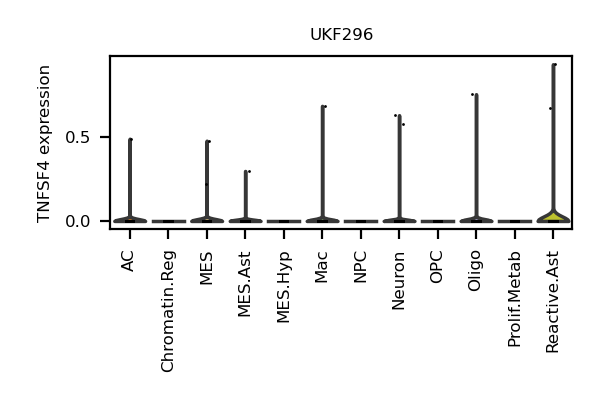 UKF296
TNFSF4 expression
0.5
0.0
AC
Chromatin.Reg
MES
MES.Ast
MES.Hyp
Mac
NPC
Neuron
OPC
Oligo
Prolif.Metab
Reactive.Ast